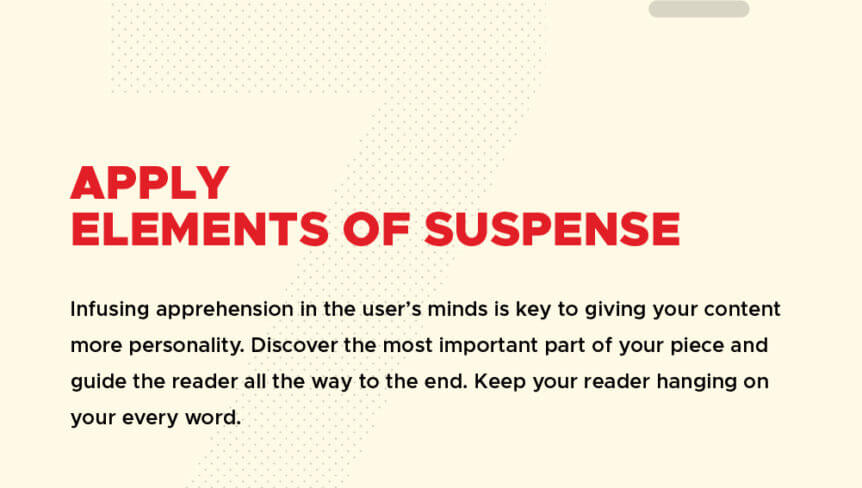 APPLY
ELEMENTS OF SUSPENSE
Infusing apprehension in the user's minds is key to giving your content
more personality. Discover the most important part of your piece and
guide the reader all the way to the end. Keep your reader hanging on
your every word.